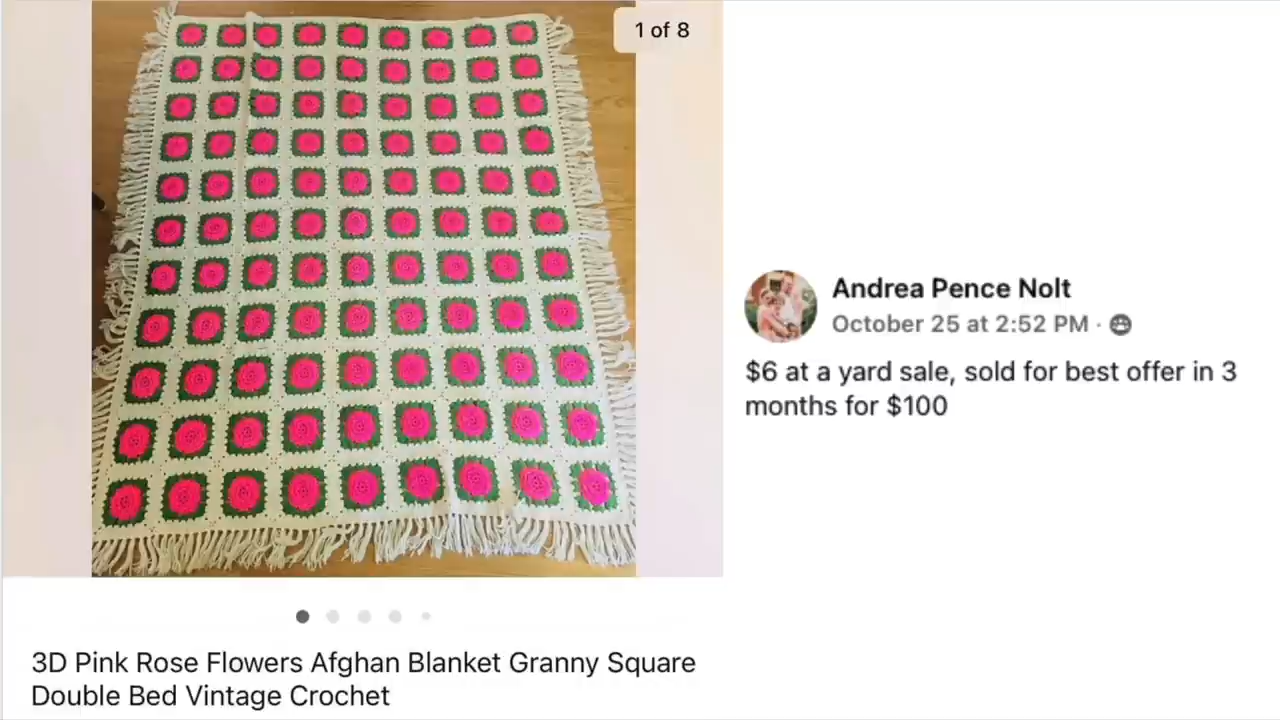 1 of 8
Andrea Pence Nolt
October 25 at 2:52 PM ·
$6 at a yard sale, sold for best offer in 3
months for $100
3D Pink Rose Flowers Afghan Blanket Granny Square
Double Bed Vintage Crochet